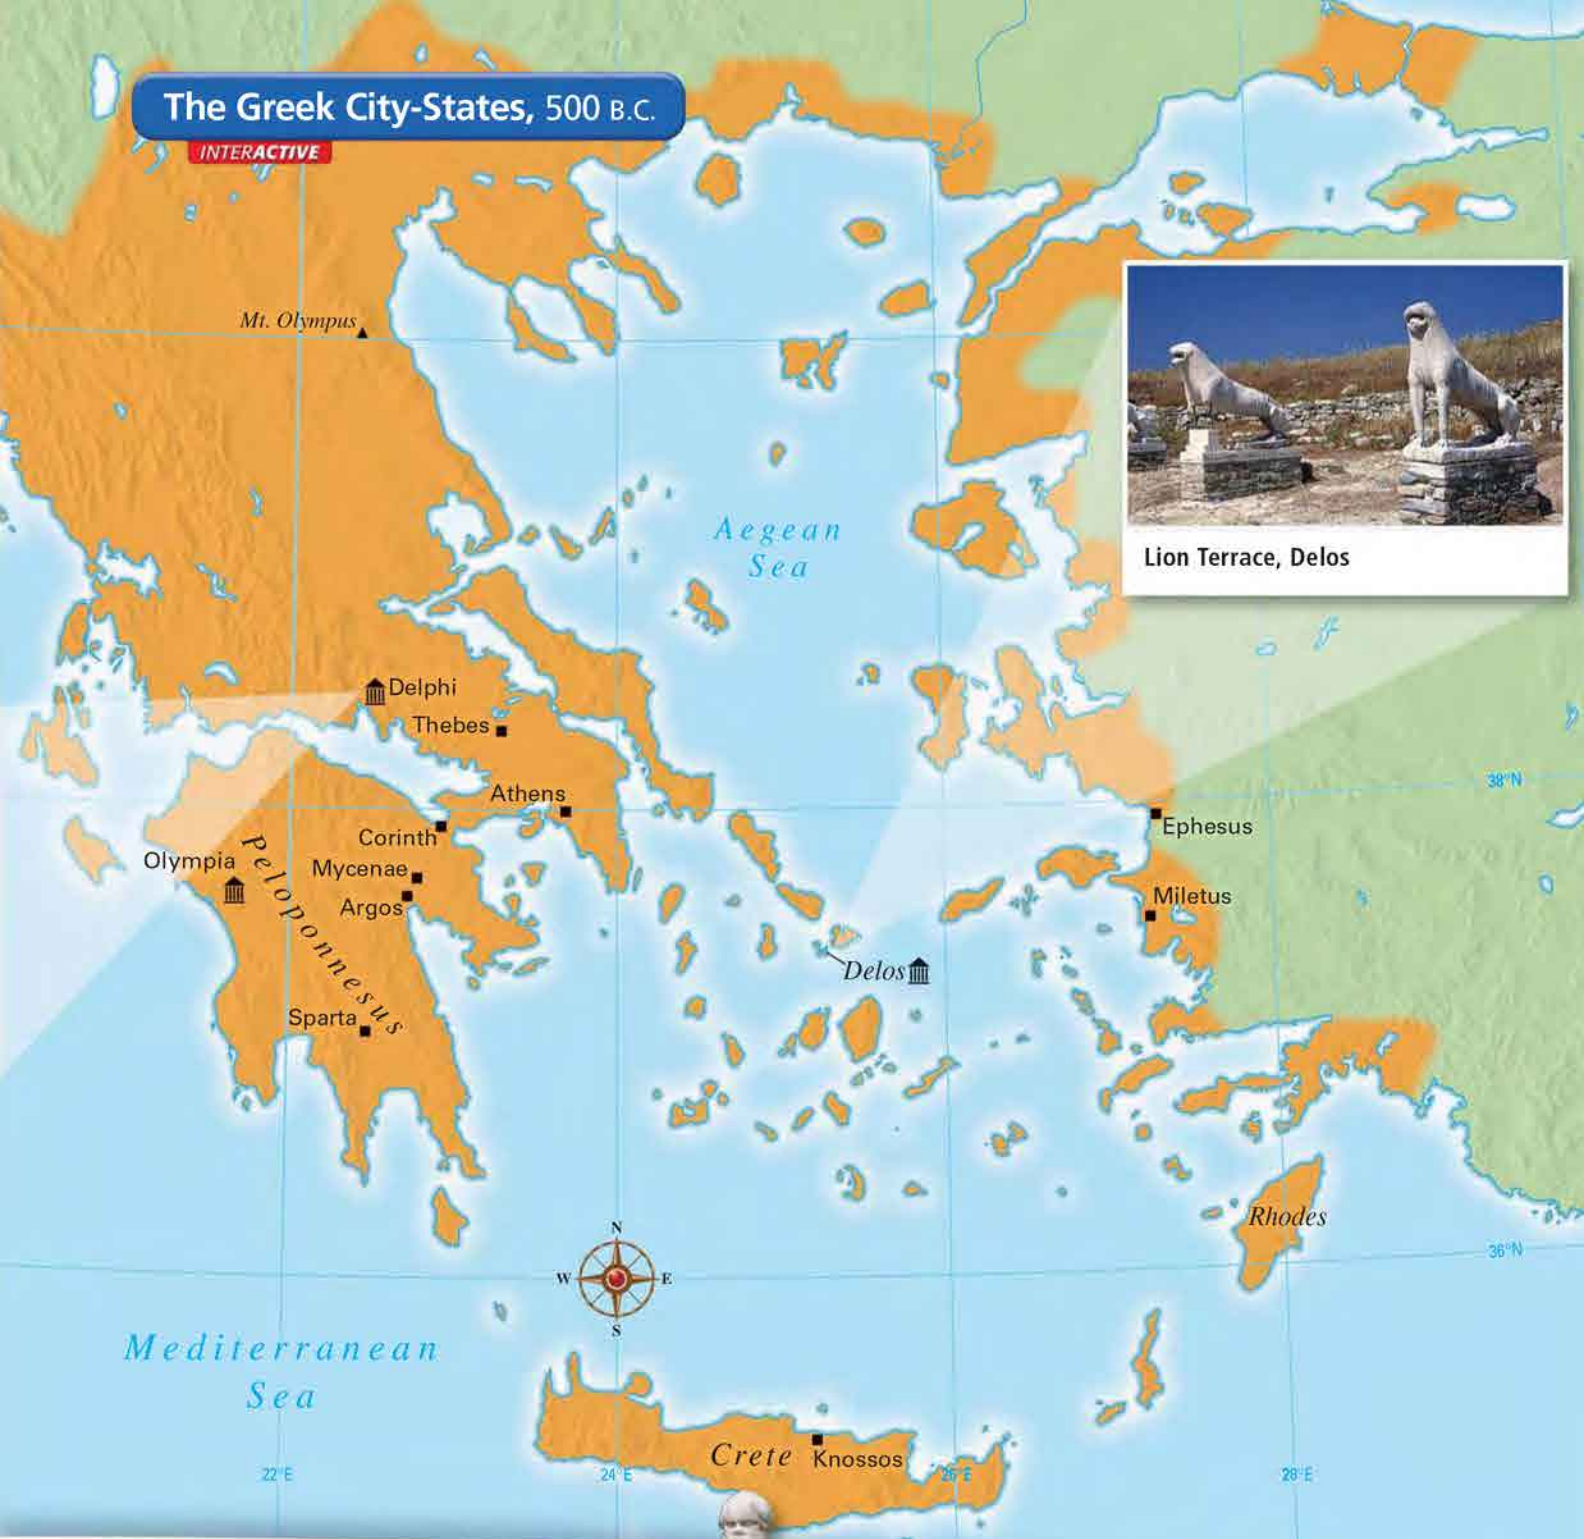 The Greek City-States, 500 B.C.
INTERACTIVE
Mt. Olympus
Aegean
Sea
Lion Terrace, Delos
Delphi
Thebes
38°N
Athens
Ephesus
Corinth
Olympia
Peloponnesus
Mycenae
Argos
Miletus
Delos
Sparta
Rhodes
N
W
E
S
36°N
Mediterranean
Sea
Crete
Knossos
22°E
24°E
26°E
28°E